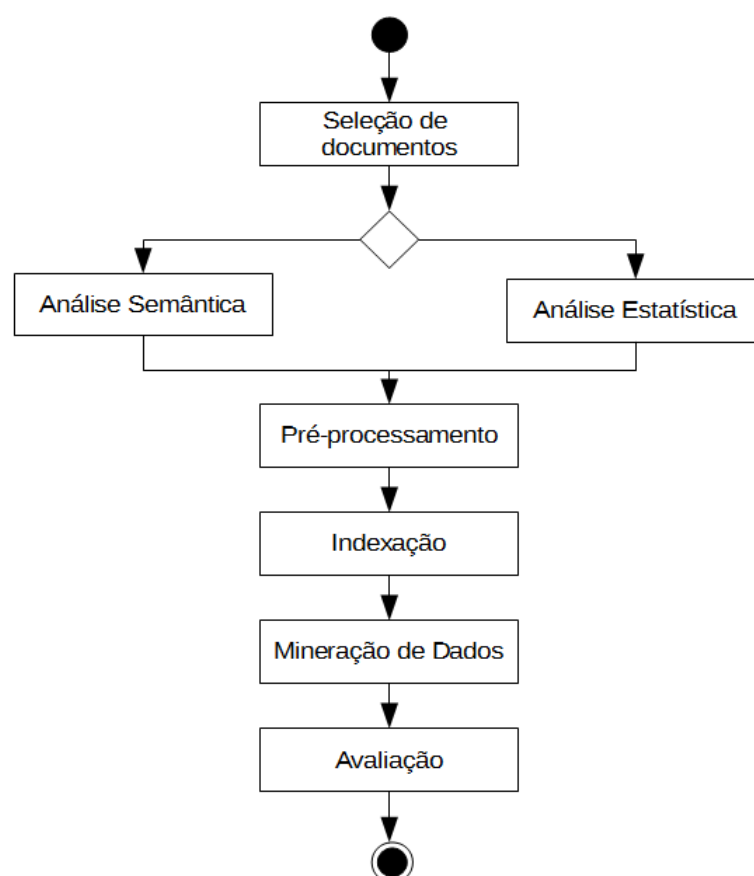 Seleção de
documentos
Análise Semântica
Análise Estatística
Pré-processamento
Indexação
Mineração de Dados
Avaliação